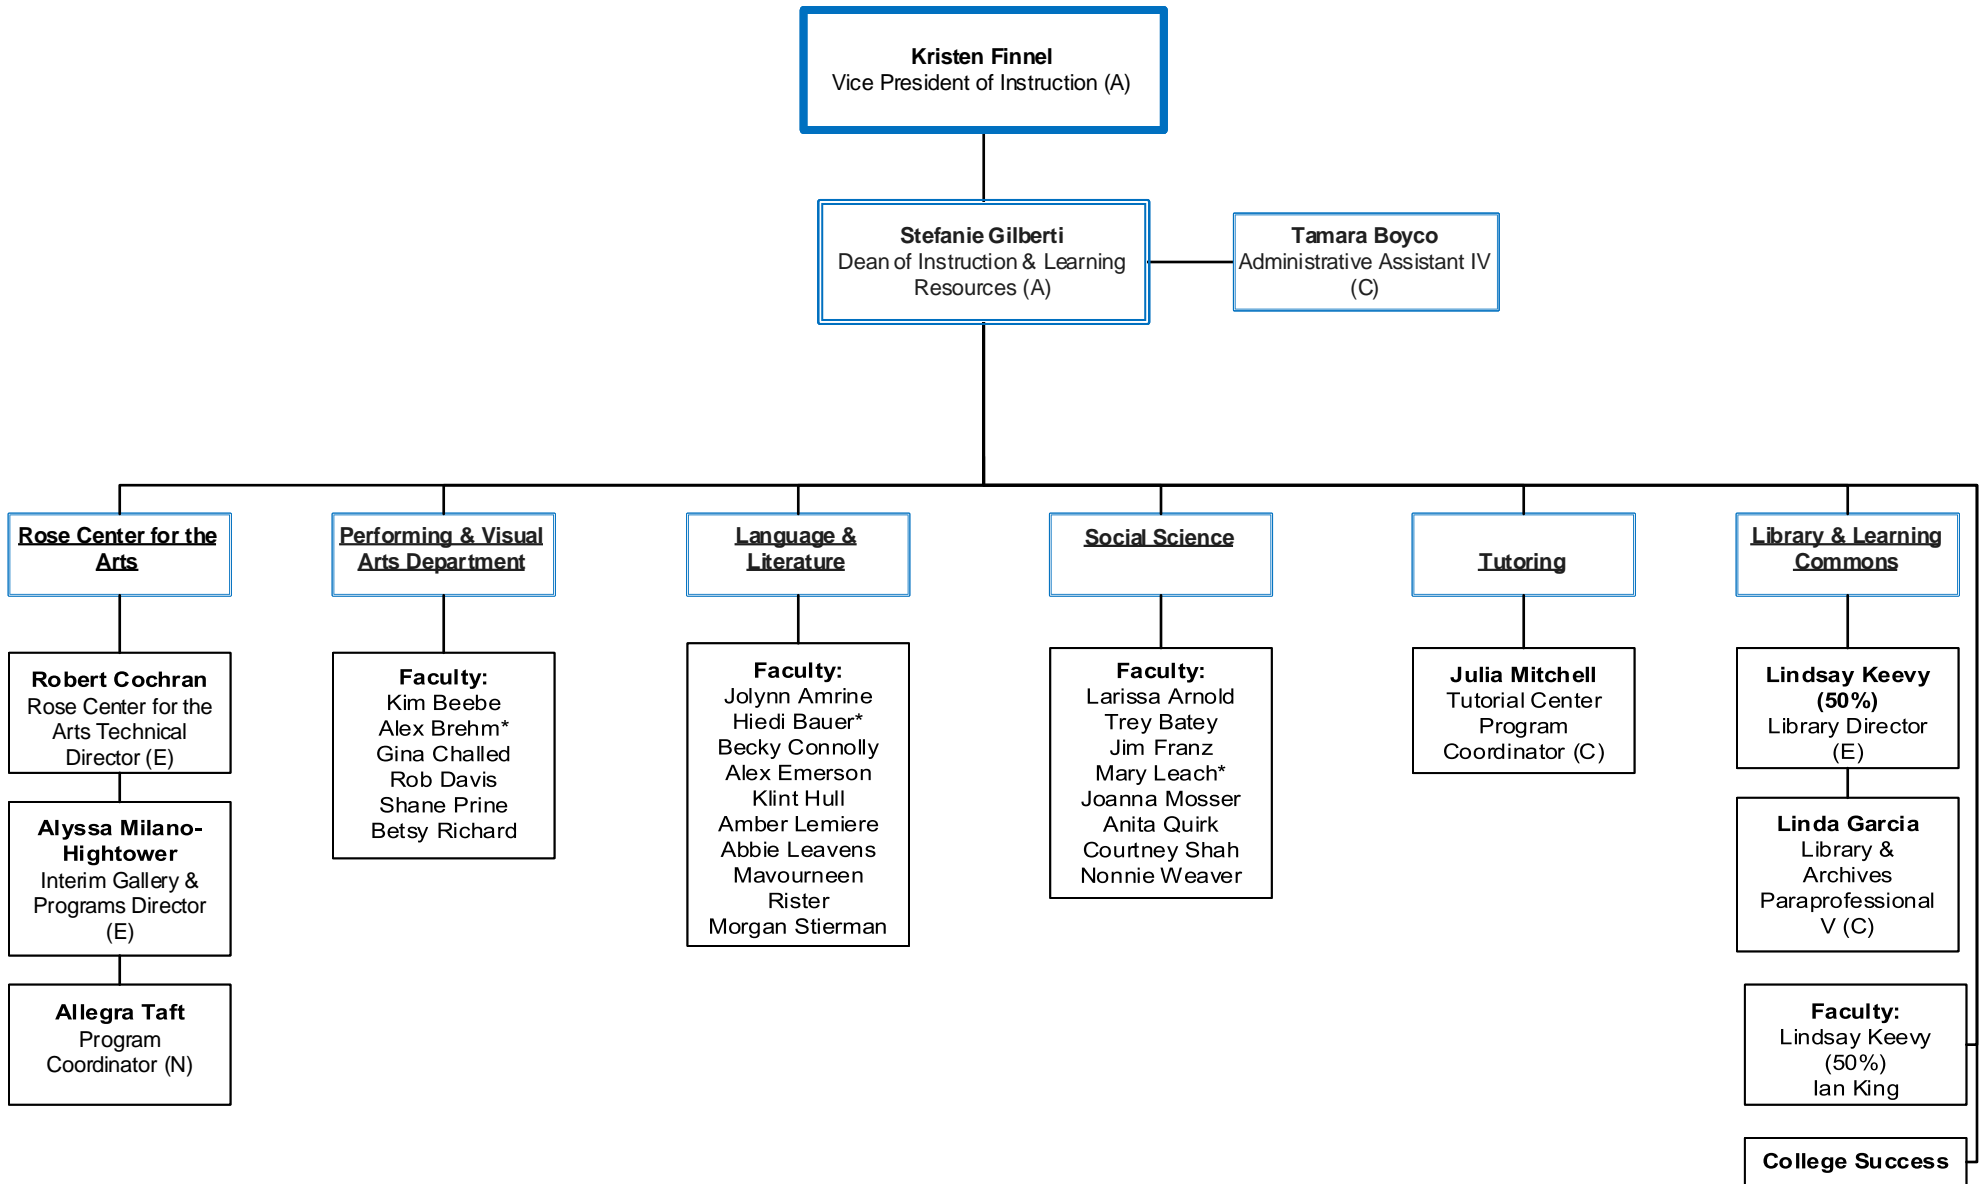 Kristen Finnel
Vice President of Instruction (A)
Stefanie Gilberti
Dean of Instruction & Learning
Resources (A)
Tamara Boyco
Administrative Assistant IV
(C)
Rose Center for the
Arts
Robert Cochran
Rose Center for the
Arts Technical
Director (E)
Alyssa Milano-
Hightower
Interim Gallery &
Programs Director
(E)
Allegra Taft
Program
Coordinator (N)
Performing & Visual
Arts Department
Faculty:
Kim Beebe
Alex Brehm*
Gina Challed
Rob Davis
Shane Prine
Betsy Richard
Language &
Literature
Faculty:
Jolynn Amrine
Hiedi Bauer*
Becky Connolly
Alex Emerson
Klint Hull
Amber Lemiere
Abbie Leavens
Mavourneen
Rister
Morgan Stierman
Social Science
Faculty:
Larissa Arnold
Trey Batey
Jim Franz
Mary Leach*
Joanna Mosser
Anita Quirk
Courtney Shah
Nonnie Weaver
Tutoring
Julia Mitchell
Tutorial Center
Program
Coordinator (C)
Library & Learning
Commons
Lindsay Keevy
(50%)
Library Director
(E)
Linda Garcia
Library &
Archives
Paraprofessional
V (C)
Faculty:
Lindsay Keevy
(50%)
Ian King
College Success